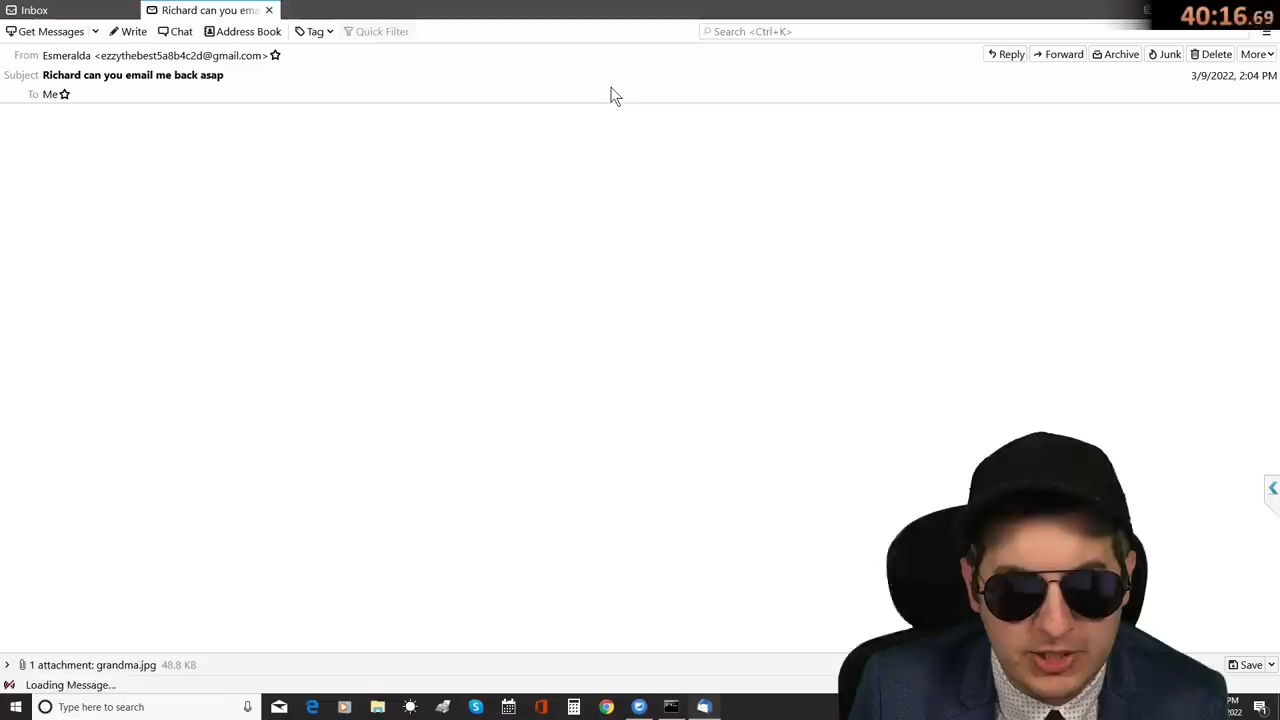 Inbox
Richard can you ema
40:16.69
Get Messages
Write
Chat
Address Book
Tag
Quick Filter
Search <Ctrl+K>
From Esmeralda <ezzythebest5a8b4c2d@gmail.com>
Reply
Forward
Archive
Junk
Delete
More
Subject Richard can you email me back asap
3/9/2022, 2:04 PM
To Me
1 attachment: grandma.jpg 48.8 KB
Save
Loading Message...
Type here to search
PM
2022